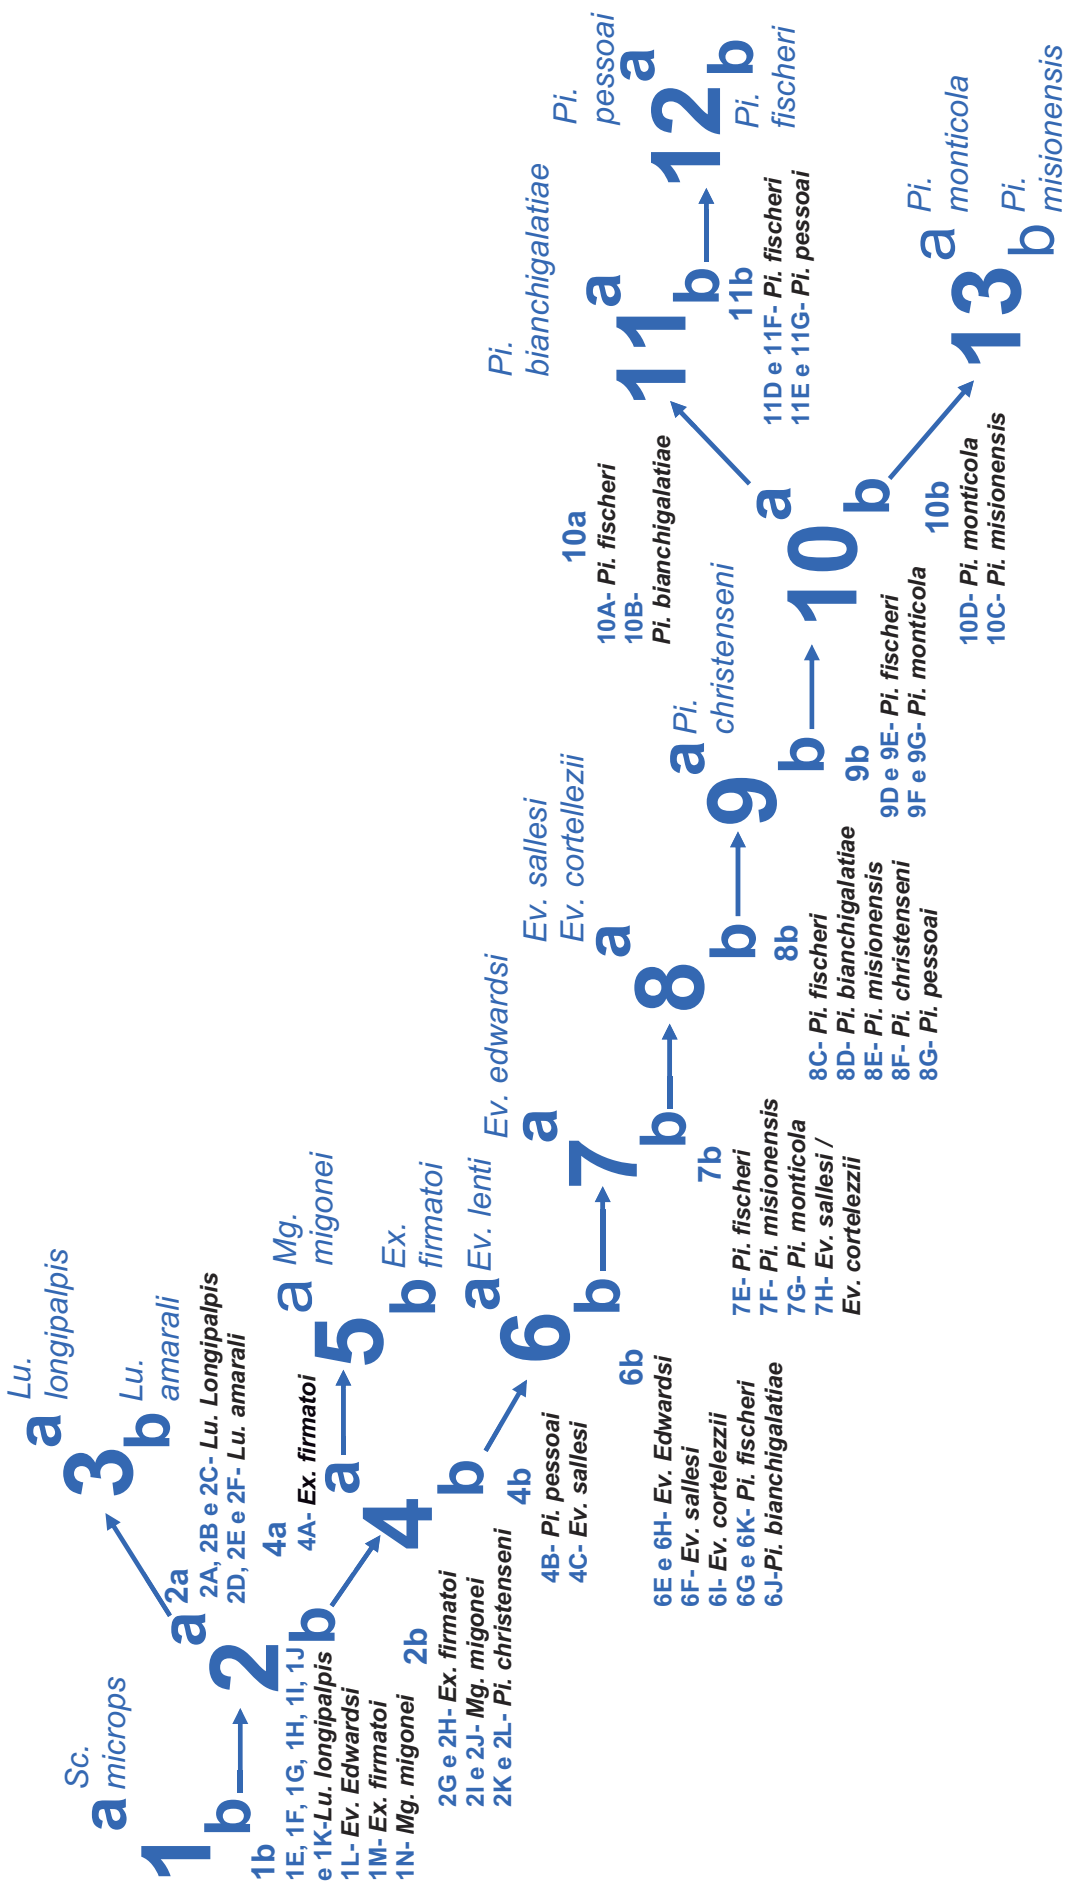 1
a
Sc.
microps
b
1b
1E, 1F, 1G, 1H, 1I, 1J
e 1K-Lu. longipalpis
1L- Ev. Edwardsi
1M- Ex. firmatoi
1N- Mg. migonei
2
a
2a
2A, 2B e 2C- Lu. Longipalpis
2D, 2E e 2F- Lu. amarali
b
2b
2G e 2H- Ex. firmatoi
2I e 2J- Mg. migonei
2K e 2L- Pi. christenseni
3
a
Lu.
longipalpis
b
Lu.
amarali
4
a
4a
4A- Ex. firmatoi
b
4b
4B- Pi. pessoai
4C- Ev. sallesi
5
a
Mg.
migonei
b
Ex.
firmatoi
6
a
Ev. lenti
b
6b
6E e 6H- Ev. Edwardsi
6F- Ev. sallesi
6I- Ev. cortelezzii
6G e 6K- Pi. fischeri
6J-Pi. bianchigalatiae
7
a
Ev. edwardsi
b
7b
7E- Pi. fischeri
7F- Pi. misionensis
7G- Pi. monticola
7H- Ev. sallesi /
Ev. cortelezzii
8
a
Ev. sallesi
Ev. cortellezii
b
8b
8C- Pi. fischeri
8D- Pi. bianchigalatiae
8E- Pi. misionensis
8F- Pi. christenseni
8G- Pi. pessoai
9
a
Pi.
christenseni
b
9b
9D e 9E- Pi. fischeri
9F e 9G- Pi. monticola
10
a
10a
10A- Pi. fischeri
10B-
Pi. bianchigalatiae
b
10b
10D- Pi. monticola
10C- Pi. misionensis
11
a
Pi.
bianchigalatiae
b
11b
11D e 11F- Pi. fischeri
11E e 11G- Pi. pessoai
12
a
Pi.
pessoai
b
Pi.
fischeri
13
a
Pi.
monticola
b
Pi.
misionensis